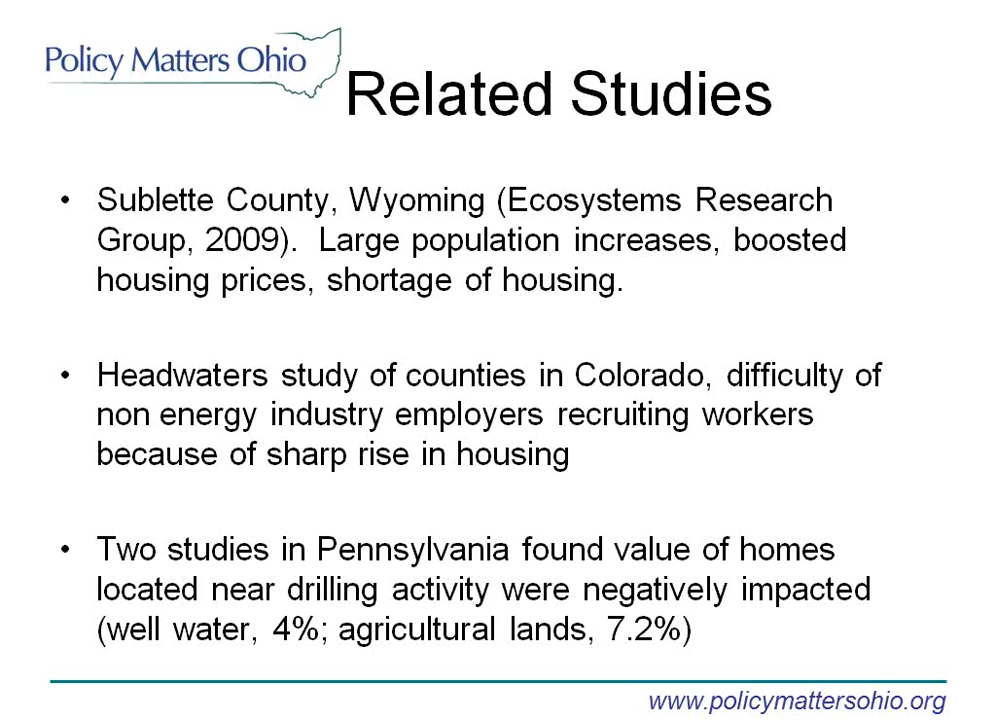 Policy Matters Ohio
Related Studies
• Sublette County, Wyoming (Ecosystems Research
Group, 2009).  Large population increases, boosted
housing prices, shortage of housing.
• Headwaters study of counties in Colorado, difficulty of
non energy industry employers recruiting workers
because of sharp rise in housing
• Two studies in Pennsylvania found value of homes
located near drilling activity were negatively impacted
(well water, 4%; agricultural lands, 7.2%)
www.policymattersohio.org